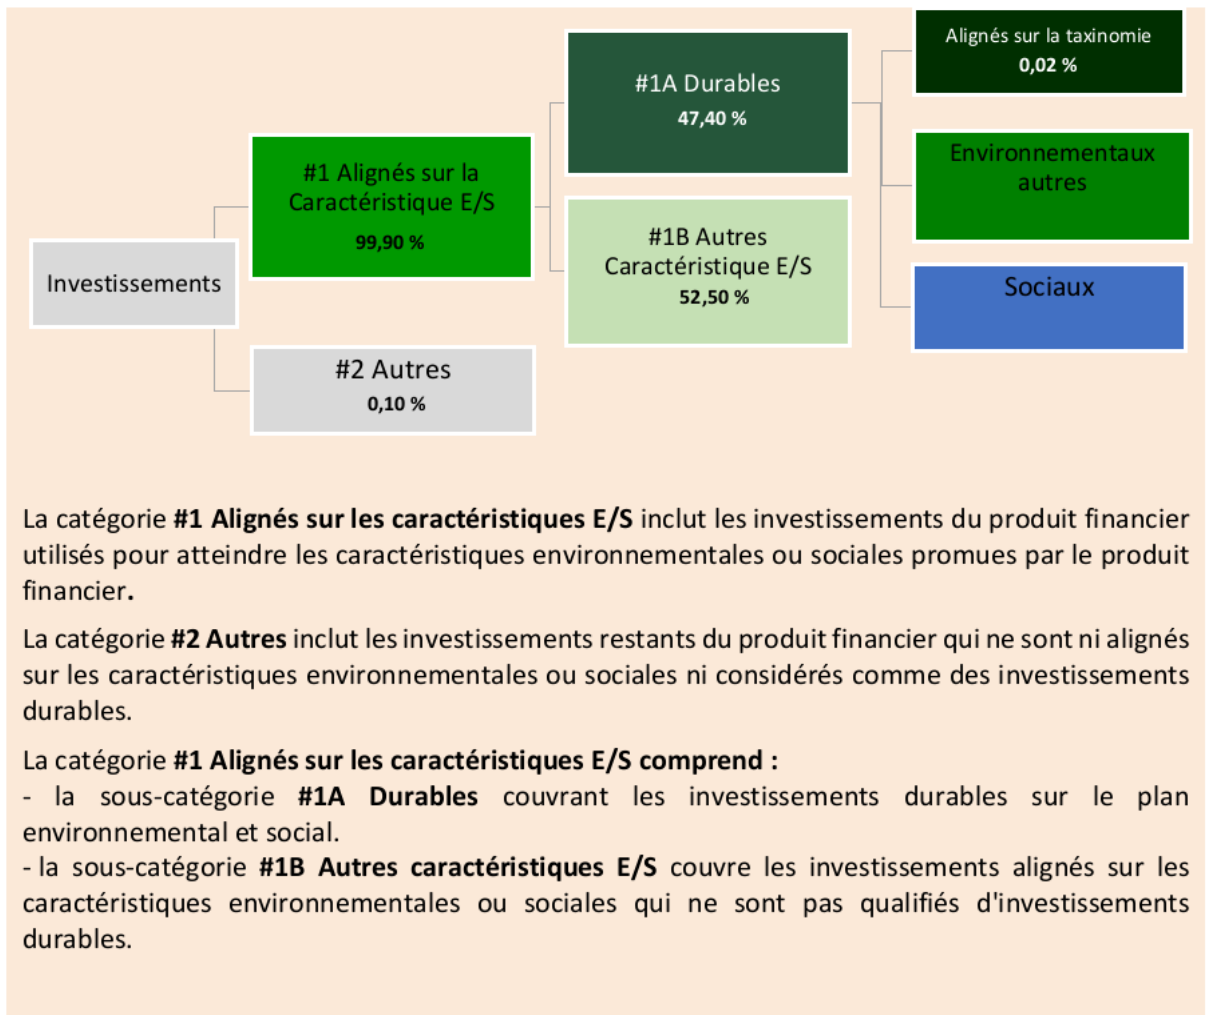 Alignés sur la taxinomie
0,02 %
#1A Durables
47,40 %
Environnementaux
autres
#1 Alignés sur la
Caractéristique E/S
99,90 %
#1B Autres
Caractéristique E/S
52,50 %
Investissements
Sociaux
#2 Autres
0,10 %
La catégorie #1 Alignés sur les caractéristiques E/S inclut les investissements du produit financier
utilisés pour atteindre les caractéristiques environnementales ou sociales promues par le produit
financier.
La catégorie #2 Autres inclut les investissements restants du produit financier qui ne sont ni alignés
sur les caractéristiques environnementales ou sociales ni considérés comme des investissements
durables.
La catégorie #1 Alignés sur les caractéristiques E/S comprend :
- la sous-catégorie #1A Durables couvrant les investissements durables sur le plan
environnemental et social.
- la sous-catégorie #1B Autres caractéristiques E/S couvre les investissements alignés sur les
caractéristiques environnementales ou sociales qui ne sont pas qualifiés d'investissements
durables.